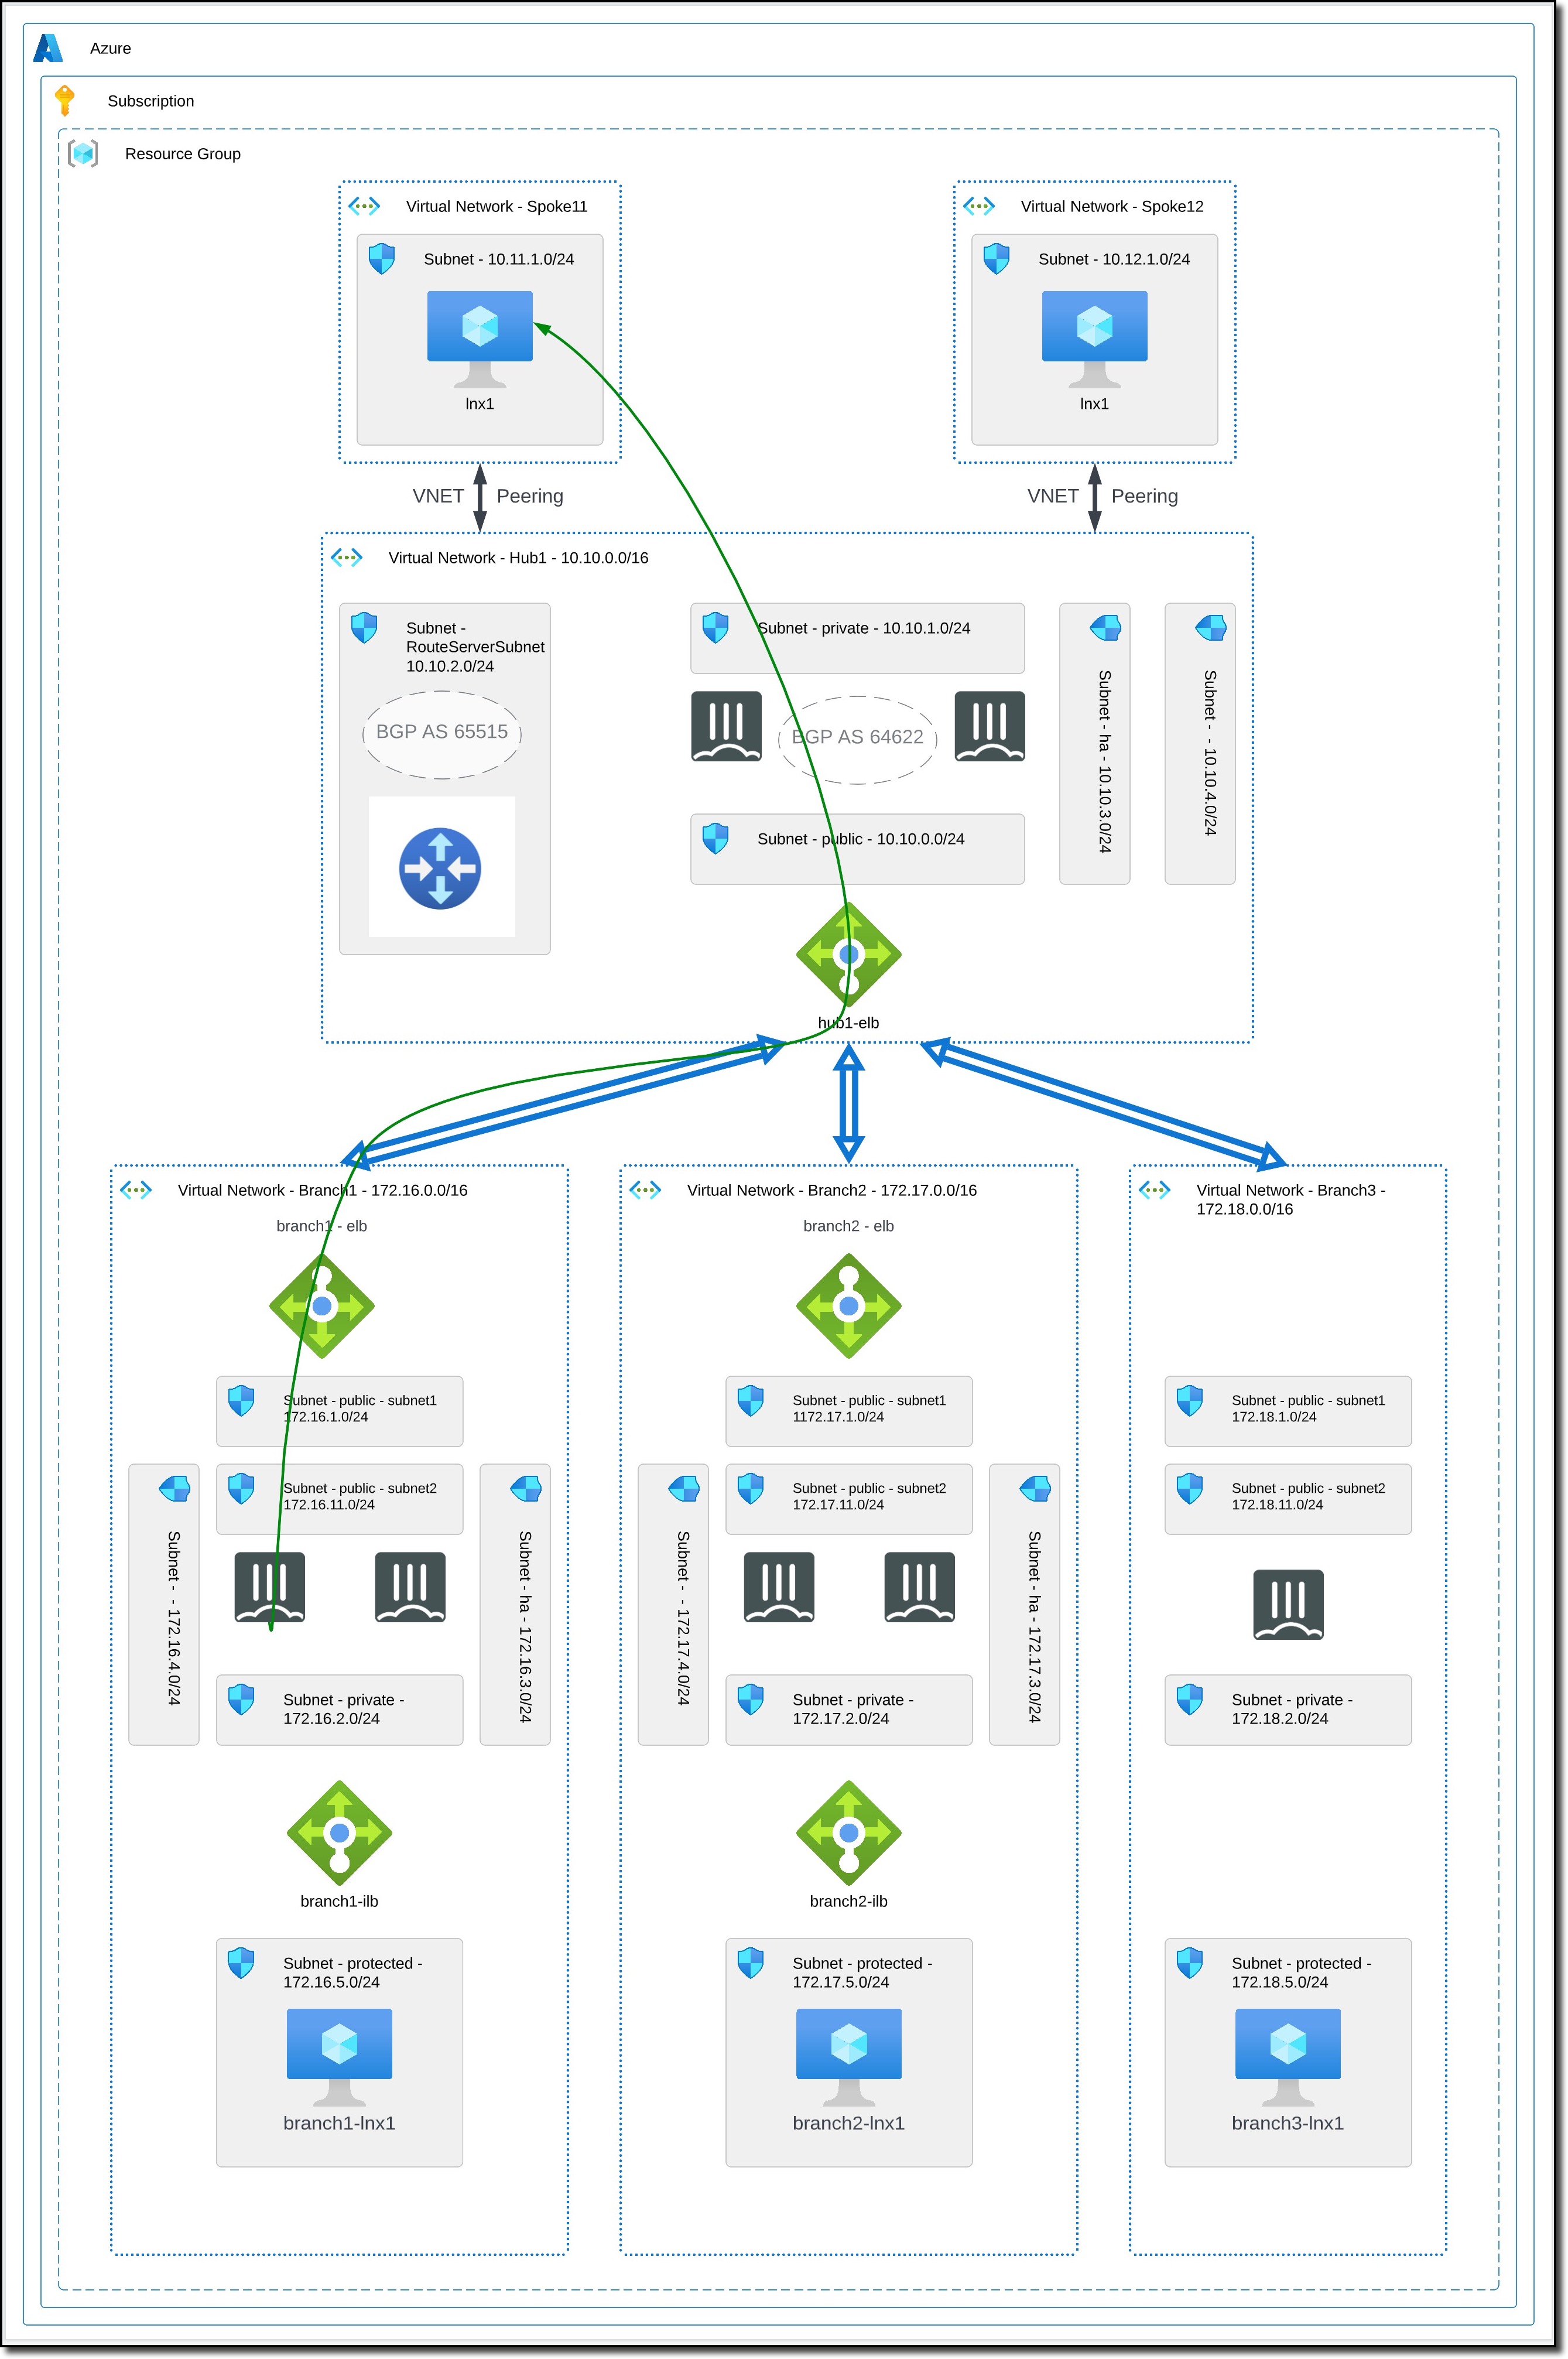 Azure
Subscription
Resource Group
Virtual Network - Spoke11
Subnet - 10.11.1.0/24
lnx1
Virtual Network - Spoke12
Subnet - 10.12.1.0/24
lnx1
VNET Peering
VNET Peering
Virtual Network - Hub1 - 10.10.0.0/16
Subnet -
RouteServerSubnet
10.10.2.0/24
BGP AS 65515
Subnet - private - 10.10.1.0/24
BGP AS 64622
Subnet - public - 10.10.0.0/24
Subnet - ha - 10.10.3.0/24
Subnet - - 10.10.4.0/24
hub1-elb
Virtual Network - Branch1 - 172.16.0.0/16
branch1 - elb
Subnet - public - subnet1
172.16.1.0/24
Subnet - public - subnet2
172.16.11.0/24
Subnet - - 172.16.4.0/24
Subnet - ha - 172.16.3.0/24
Subnet - private -
172.16.2.0/24
branch1-ilb
Subnet - protected -
172.16.5.0/24
branch1-lnx1
Virtual Network - Branch2 - 172.17.0.0/16
branch2 - elb
Subnet - public - subnet1
1172.17.1.0/24
Subnet - public - subnet2
172.17.11.0/24
Subnet - - 172.17.4.0/24
Subnet - ha - 172.17.3.0/24
Subnet - private -
172.17.2.0/24
branch2-ilb
Subnet - protected -
172.17.5.0/24
branch2-lnx1
Virtual Network - Branch3 -
172.18.0.0/16
Subnet - public - subnet1
172.18.1.0/24
Subnet - public - subnet2
172.18.11.0/24
Subnet - private -
172.18.2.0/24
Subnet - protected -
172.18.5.0/24
branch3-lnx1